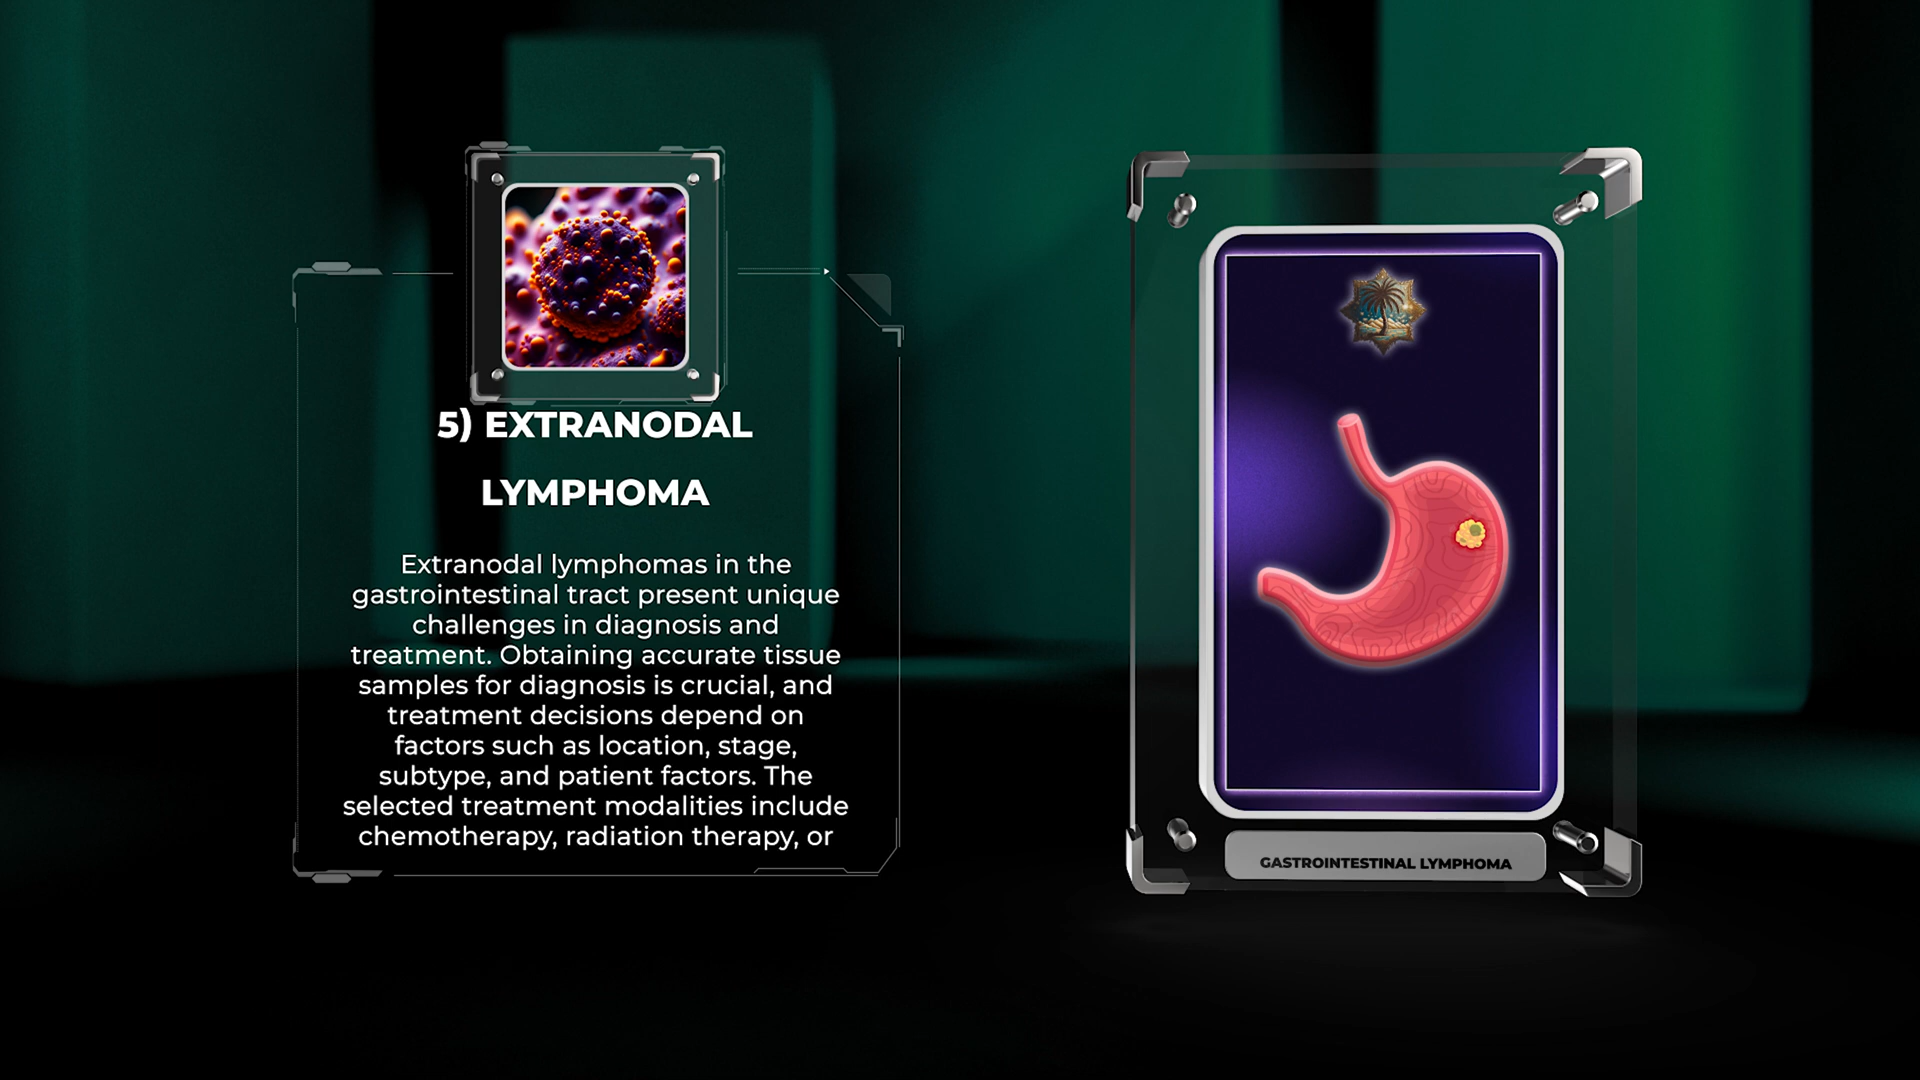 5) EXTRANODAL
LYMPHOMA
Extranodal lymphomas in the
gastrointestinal tract present unique
challenges in diagnosis and
treatment. Obtaining accurate tissue
samples for diagnosis is crucial, and
treatment decisions depend on
factors such as location, stage,
subtype, and patient factors. The
selected treatment modalities include
chemotherapy, radiation therapy, or
GASTROINTESTINAL LYMPHOMA